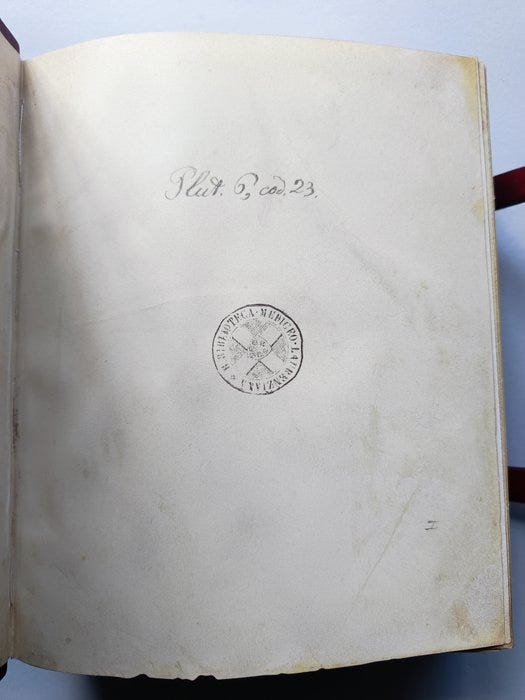 Plut. 6, cod. 23.
R. BIBLIOTECA · MEDICEO · LAURENZIANA
I